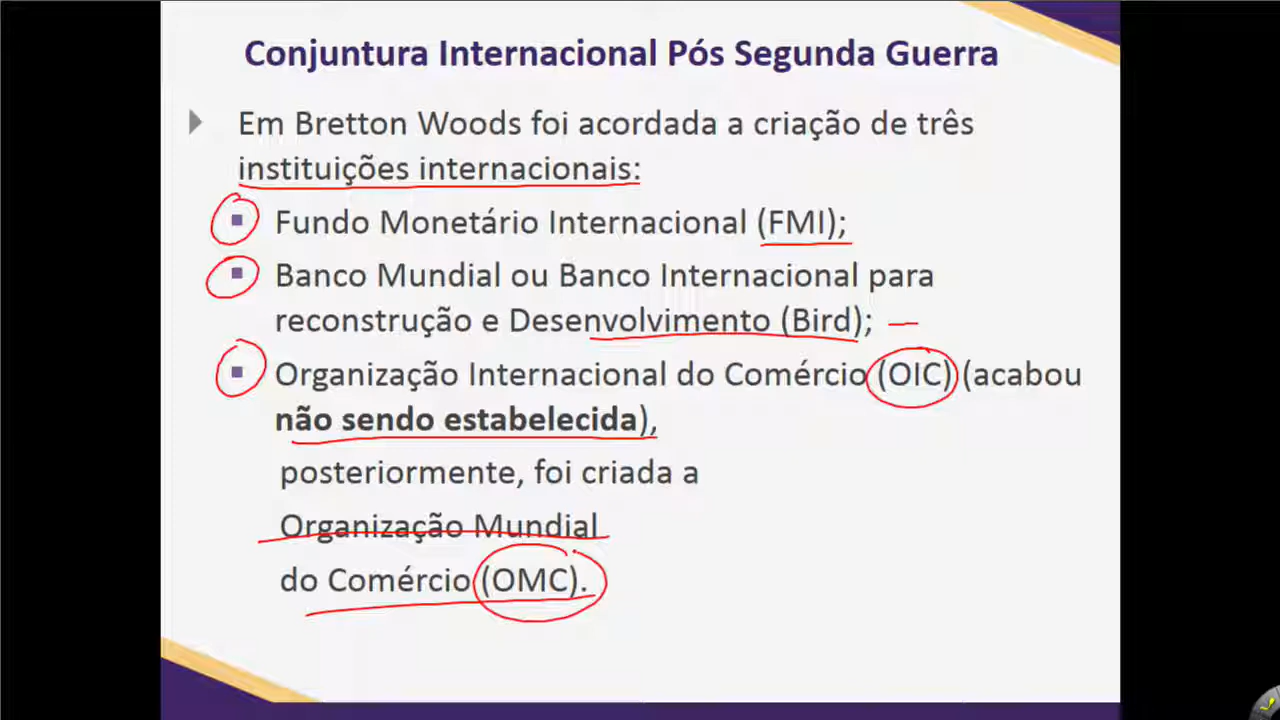 Conjuntura Internacional Pós Segunda Guerra
Em Bretton Woods foi acordada a criação de três
instituições internacionais:
Fundo Monetário Internacional (FMI);
Banco Mundial ou Banco Internacional para
reconstrução e Desenvolvimento (Bird);
Organização Internacional do Comércio (OIC) (acabou
não sendo estabelecida),
posteriormente, foi criada a
Organização Mundial
do Comércio (OMC).